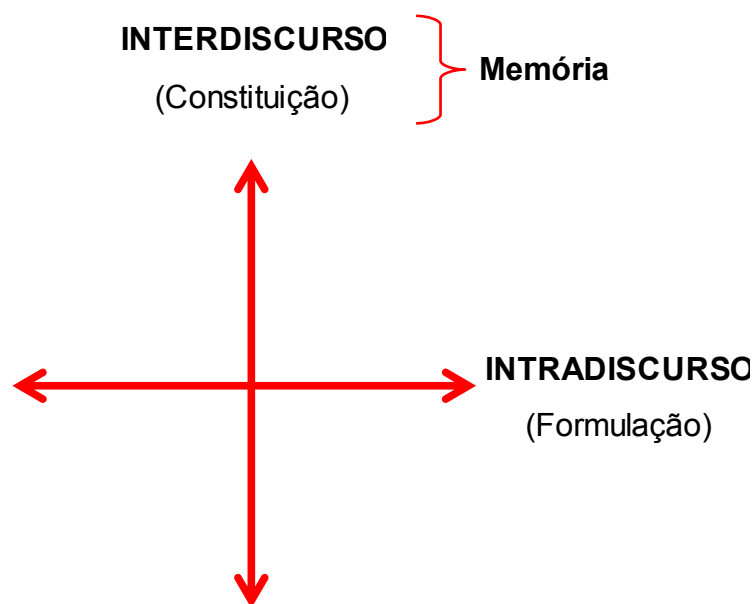 INTERDISCURSO
(Constituição)
Memória
INTRADISCURSO
(Formulação)